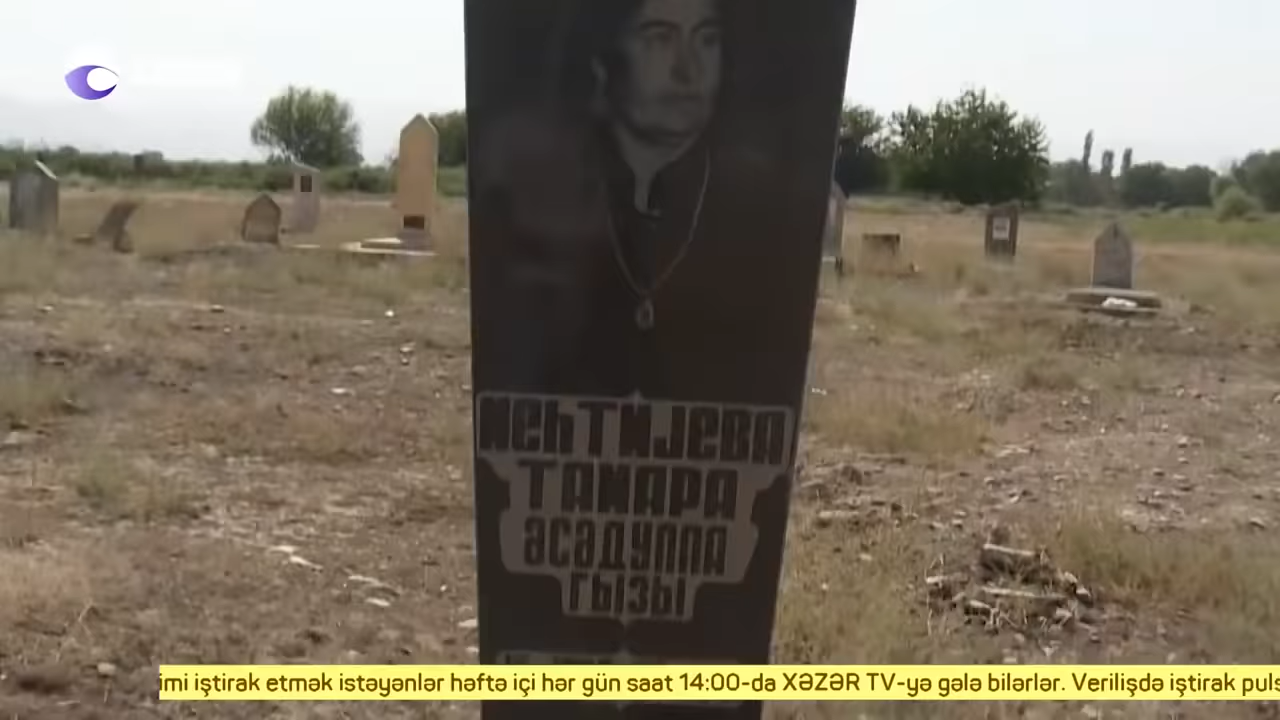 МЕҺТИЈЕВА
ТАМАРА
ӘСӘДУЛЛА
ГЫЗЫ
imi iştirak etmək istəyənlər həftə içi hər gün saat 14:00-da XƏZƏR TV-yə gələ bilərlər. Verilişdə iştirak puls